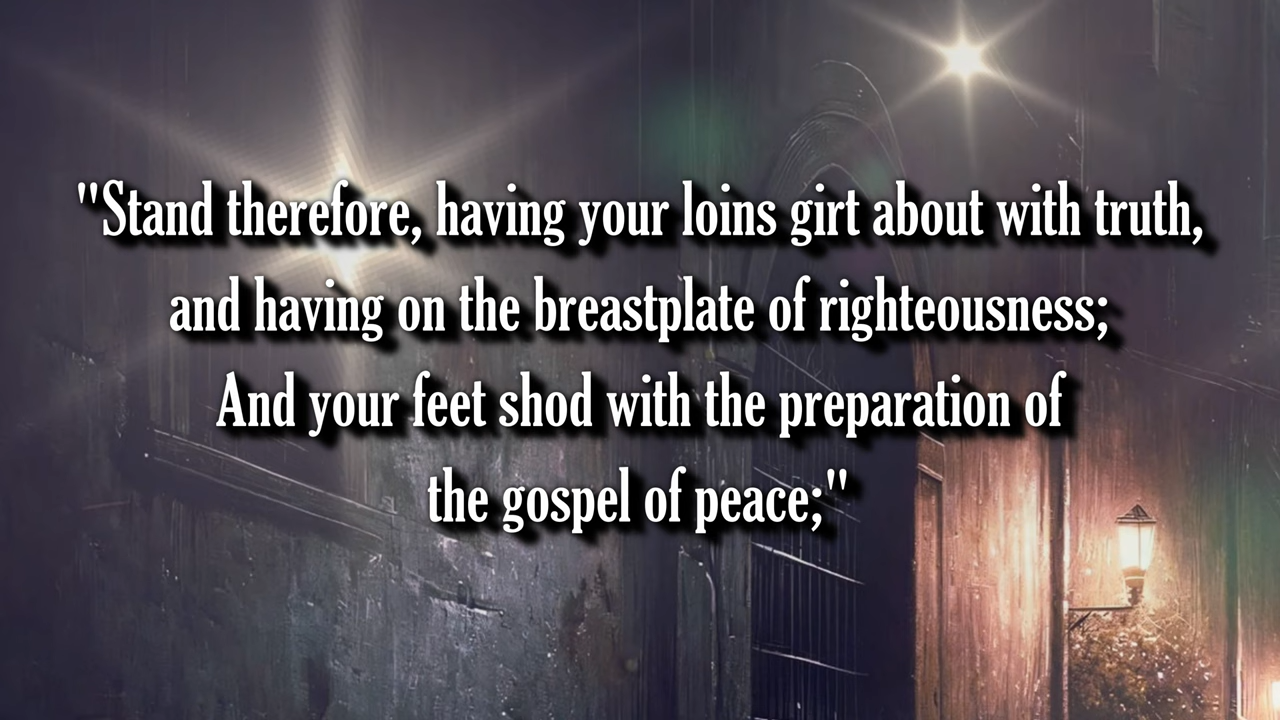 "Stand therefore, having your loins girt about with truth,
and having on the breastplate of righteousness;
And your feet shod with the preparation of
the gospel of peace;"